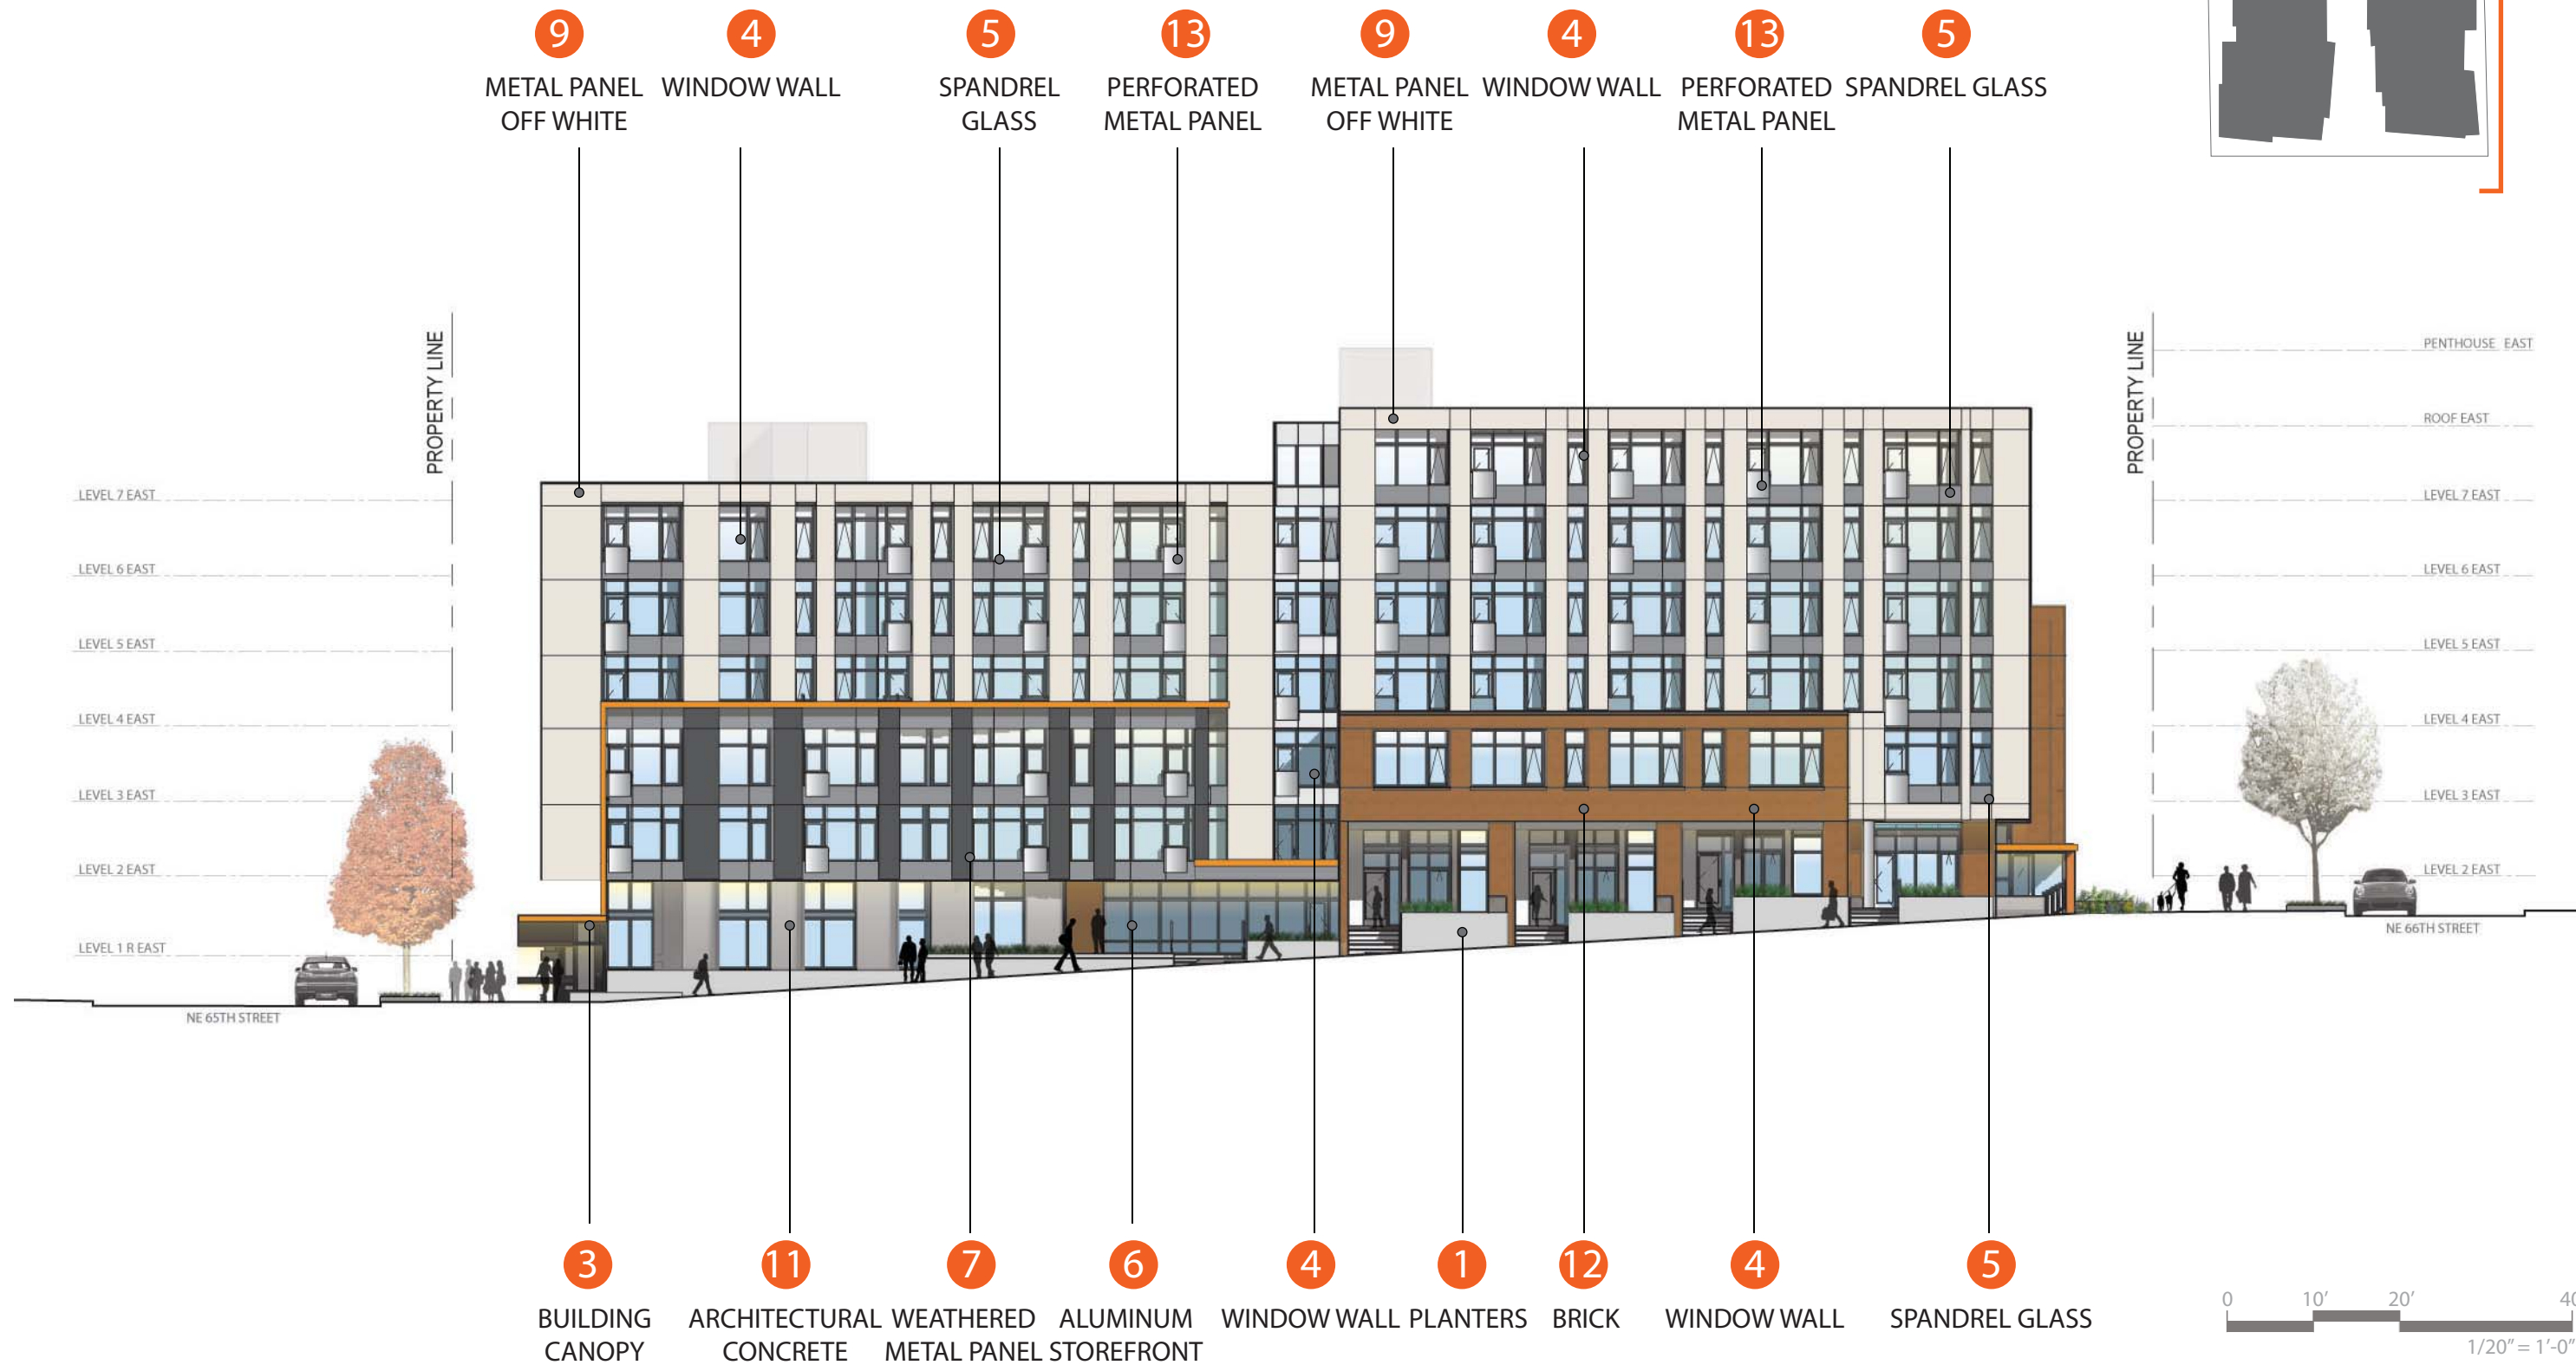 9 4 5 13 9 4 13 5
METAL PANEL OFF WHITE
WINDOW WALL
SPANDREL GLASS
PERFORATED METAL PANEL
METAL PANEL OFF WHITE
WINDOW WALL
PERFORATED METAL PANEL
SPANDREL GLASS
PROPERTY LINE
PROPERTY LINE
PENTHOUSE EAST
ROOF EAST
LEVEL 7 EAST
LEVEL 7 EAST
LEVEL 6 EAST
LEVEL 6 EAST
LEVEL 5 EAST
LEVEL 5 EAST
LEVEL 4 EAST
LEVEL 4 EAST
LEVEL 3 EAST
LEVEL 3 EAST
LEVEL 2 EAST
LEVEL 2 EAST
LEVEL 1 R EAST
NE 66TH STREET
NE 65TH STREET
3 11 7 6 4 1 12 4 5
BUILDING CANOPY
ARCHITECTURAL CONCRETE
WEATHERED METAL PANEL
ALUMINUM STOREFRONT
WINDOW WALL
PLANTERS
BRICK
WINDOW WALL
SPANDREL GLASS
0 10' 20' 40
1/20" = 1'-0"